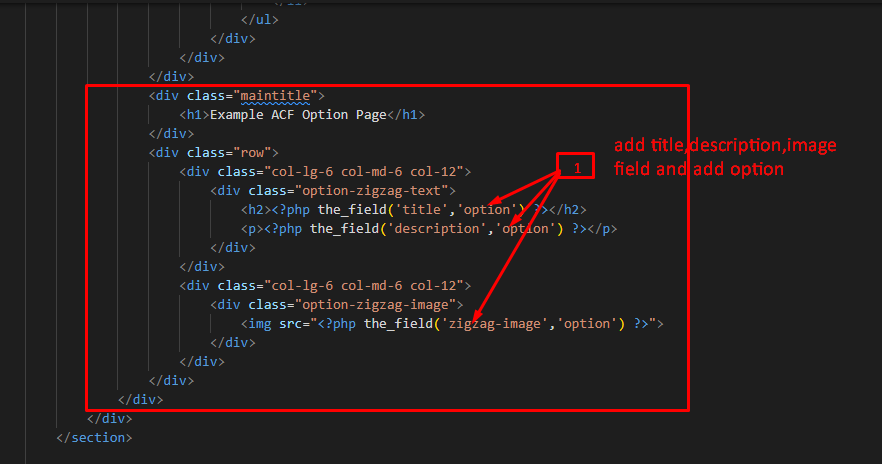 </li>
</ul>
</div>
</div>
</div>
<div class="maintitle">
<h1>Example ACF Option Page</h1>
</div>
<div class="row">
<div class="col-lg-6 col-md-6 col-12">
<div class="option-zigzag-text">
<h2><?php the_field('title','option') ?></h2>
<p><?php the_field('description','option') ?></p>
</div>
</div>
<div class="col-lg-6 col-md-6 col-12">
<div class="option-zigzag-image">
<img src="<?php the_field('zigzag-image','option') ?>">
</div>
</div>
</div>
</div>
</div>
</section>
1
add title,description,image
field and add option